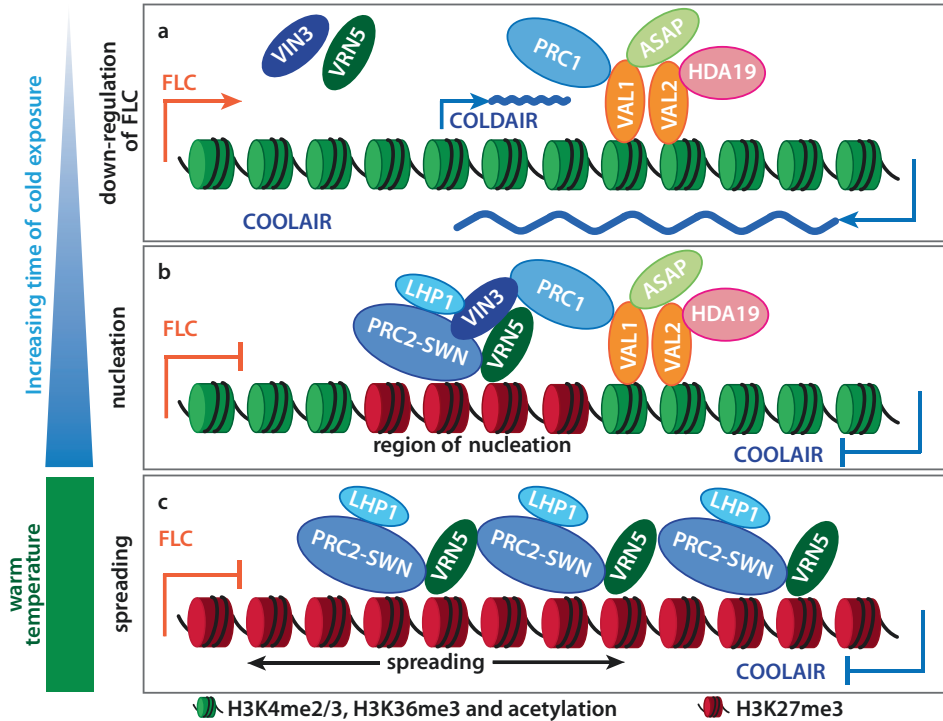 Increasing time of cold exposure
warm
temperature
down-regulation
of FLC
a
VIN3
VRN5
PRC1
ASAP
HDA19
FLC
VAL1
VAL2
COLDAIR
COOLAIR
nucleation
b
LHP1
VIN3
PRC1
ASAP
HDA19
FLC
PRC2-SWN
VRN5
VAL1
VAL2
region of nucleation
COOLAIR
spreading
c
LHP1
LHP1
LHP1
FLC
PRC2-SWN
VRN5
PRC2-SWN
VRN5
PRC2-SWN
VRN5
spreading
COOLAIR
H3K4me2/3, H3K36me3 and acetylation
H3K27me3